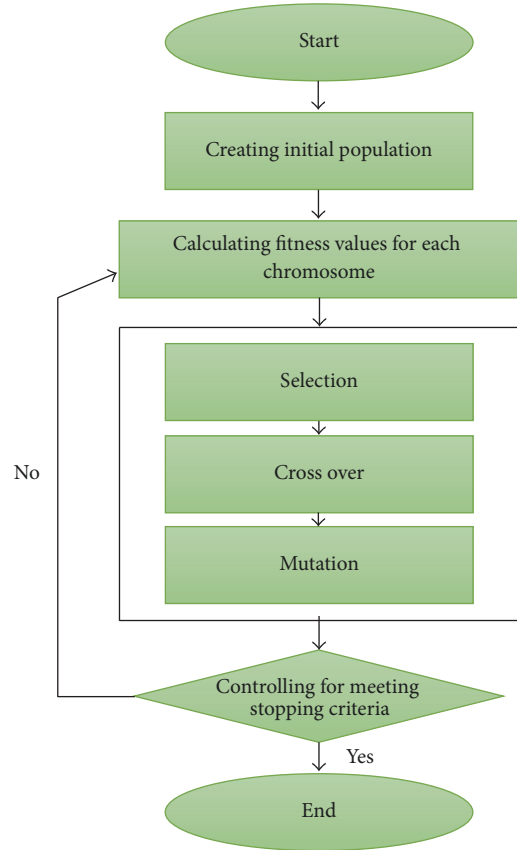 Start
Creating initial population
Calculating fitness values for each
chromosome
Selection
No
Cross over
Mutation
Controlling for meeting
stopping criteria
Yes
End